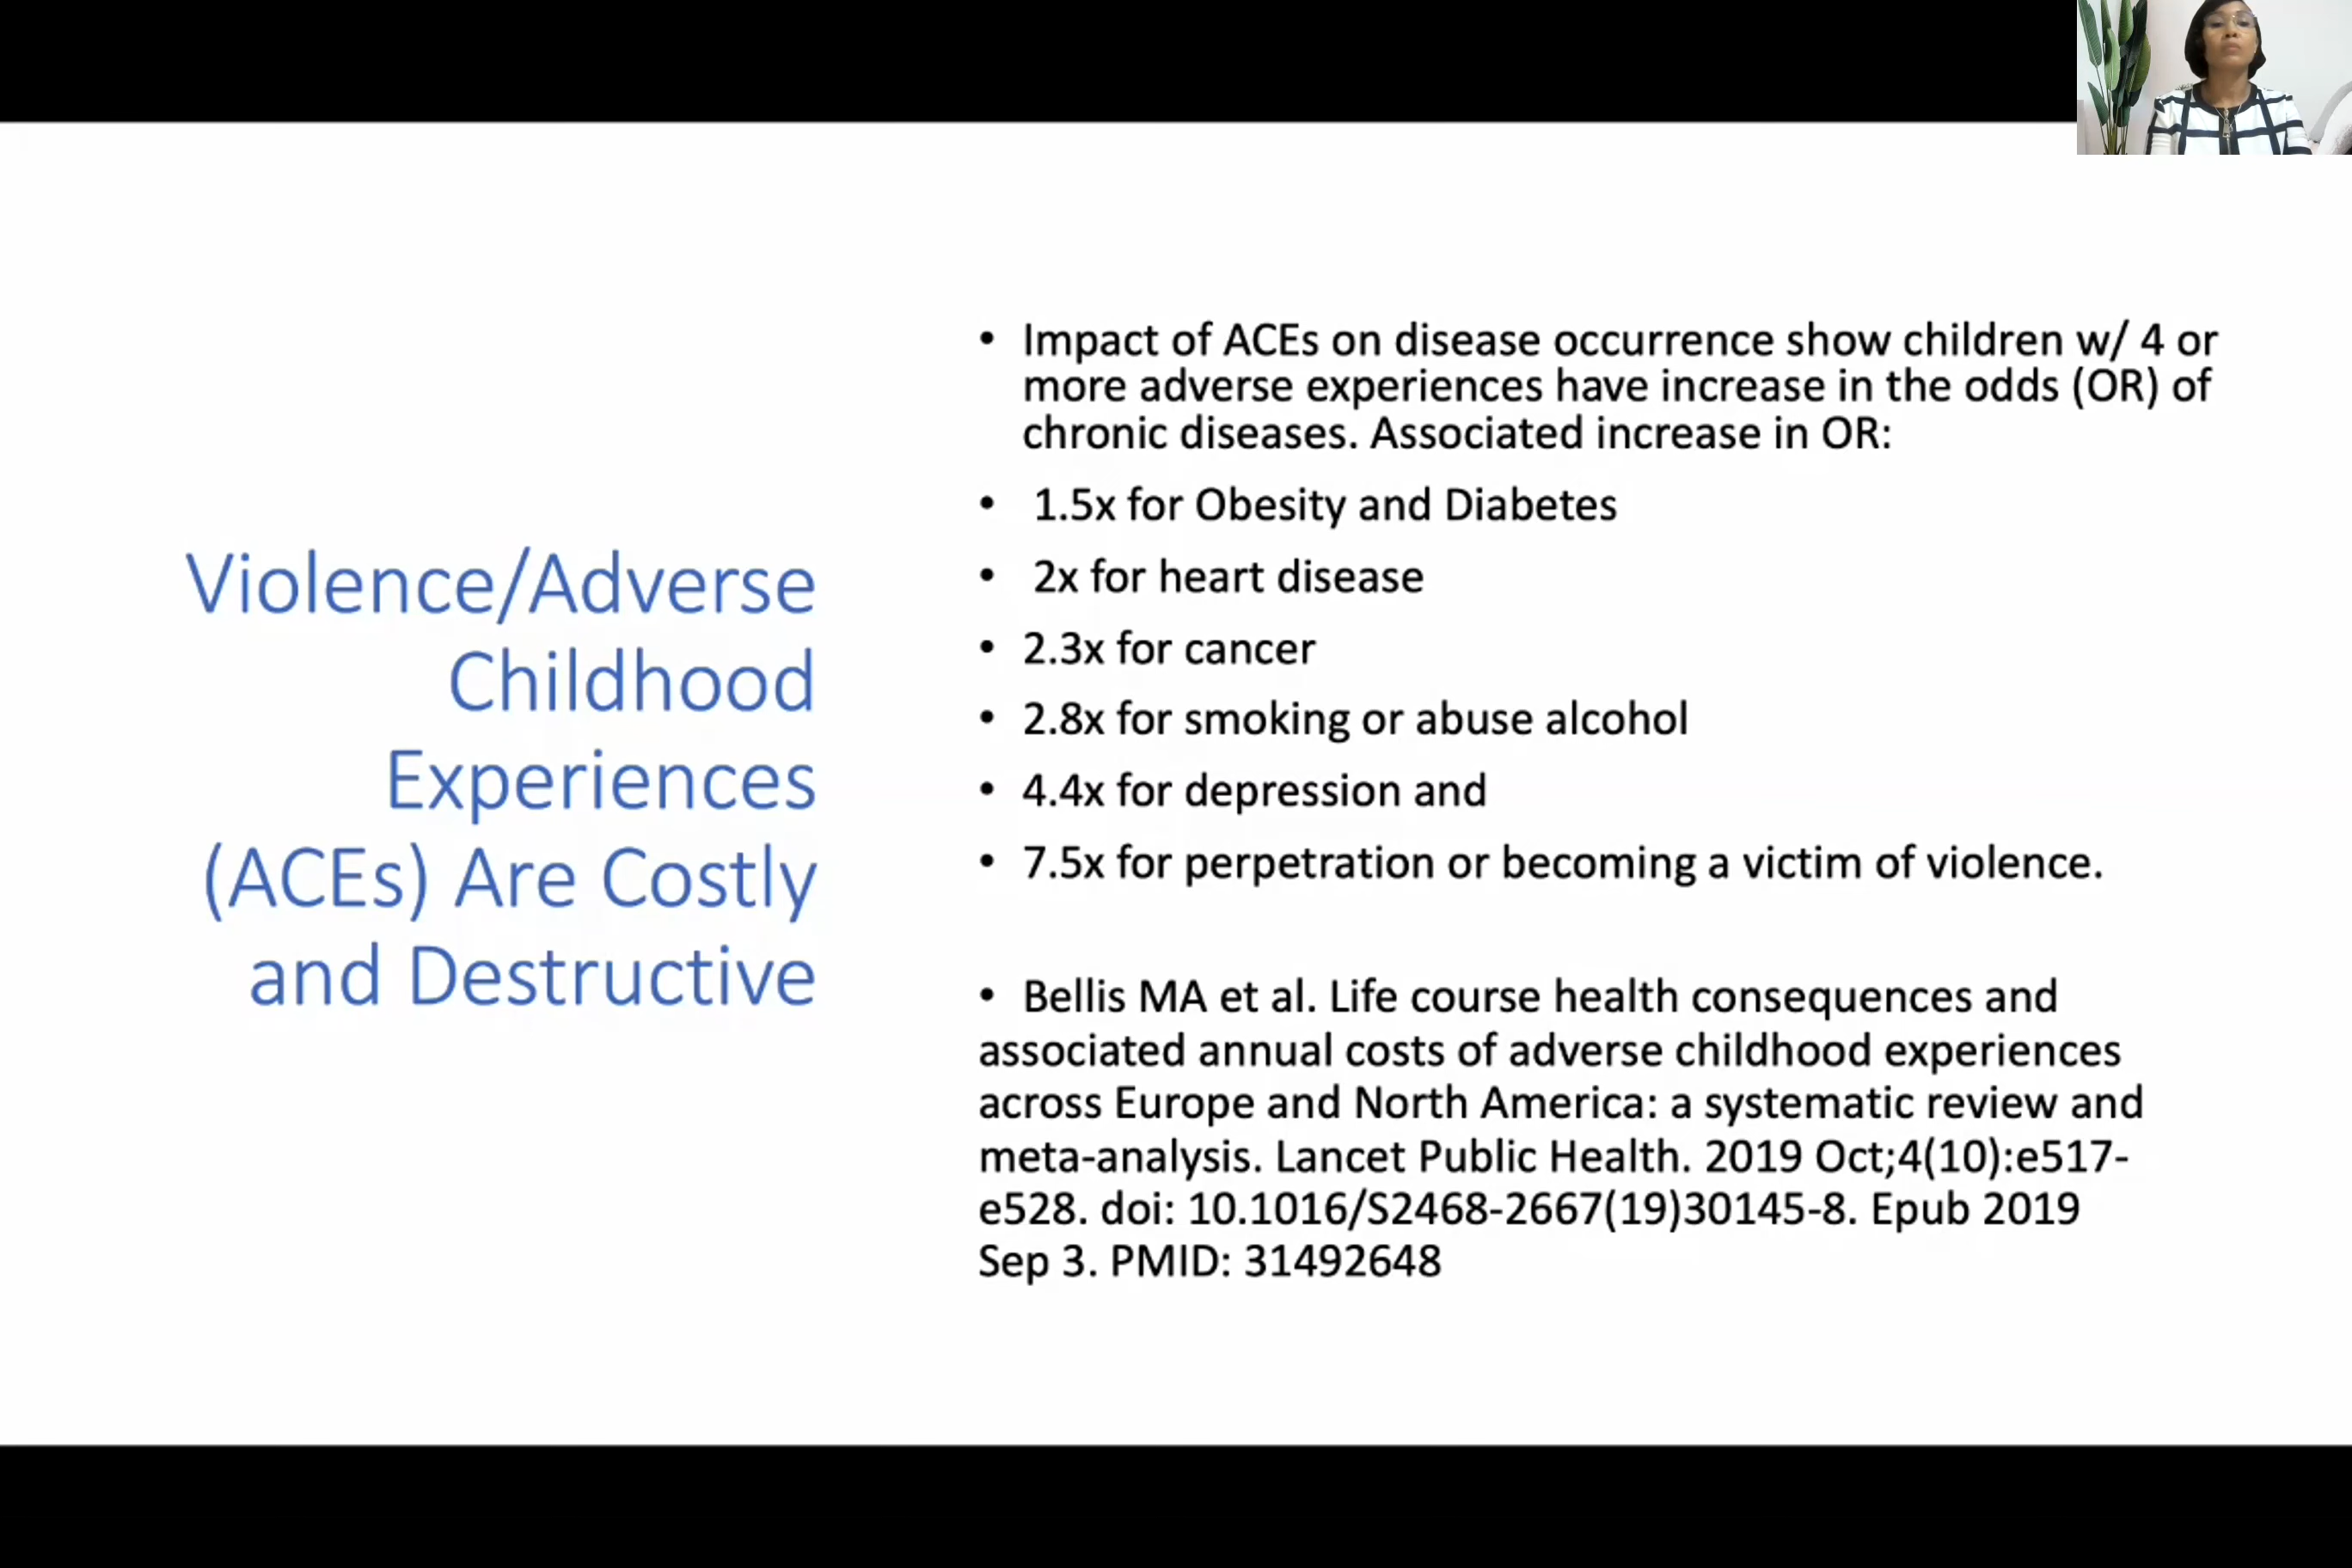 Violence/Adverse
Childhood
Experiences
(ACEs) Are Costly
and Destructive
• Impact of ACEs on disease occurrence show children w/ 4 or
more adverse experiences have increase in the odds (OR) of
chronic diseases. Associated increase in OR:
• 1.5x for Obesity and Diabetes
• 2x for heart disease
• 2.3x for cancer
• 2.8x for smoking or abuse alcohol
• 4.4x for depression and
• 7.5x for perpetration or becoming a victim of violence.
• Bellis MA et al. Life course health consequences and
associated annual costs of adverse childhood experiences
across Europe and North America: a systematic review and
meta-analysis. Lancet Public Health. 2019 Oct;4(10):e517-
e528. doi: 10.1016/S2468-2667(19)30145-8. Epub 2019
Sep 3. PMID: 31492648